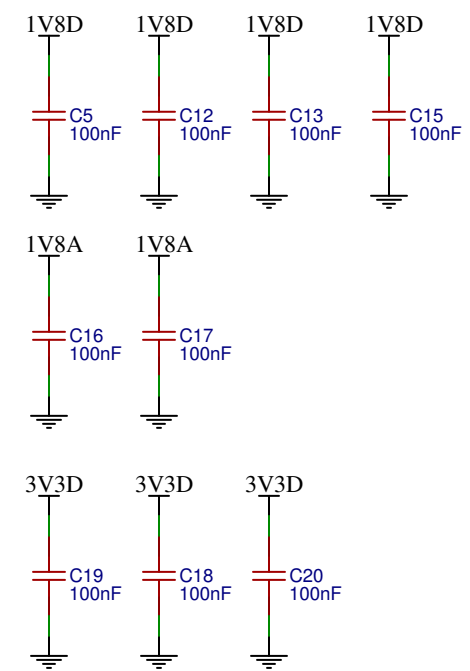 1V8D 1V8D 1V8D 1V8D
C5 C12 C13 C15
100nF 100nF 100nF 100nF
1V8A 1V8A
C16 C17
100nF 100nF
3V3D 3V3D 3V3D
C19 C18 C20
100nF 100nF 100nF